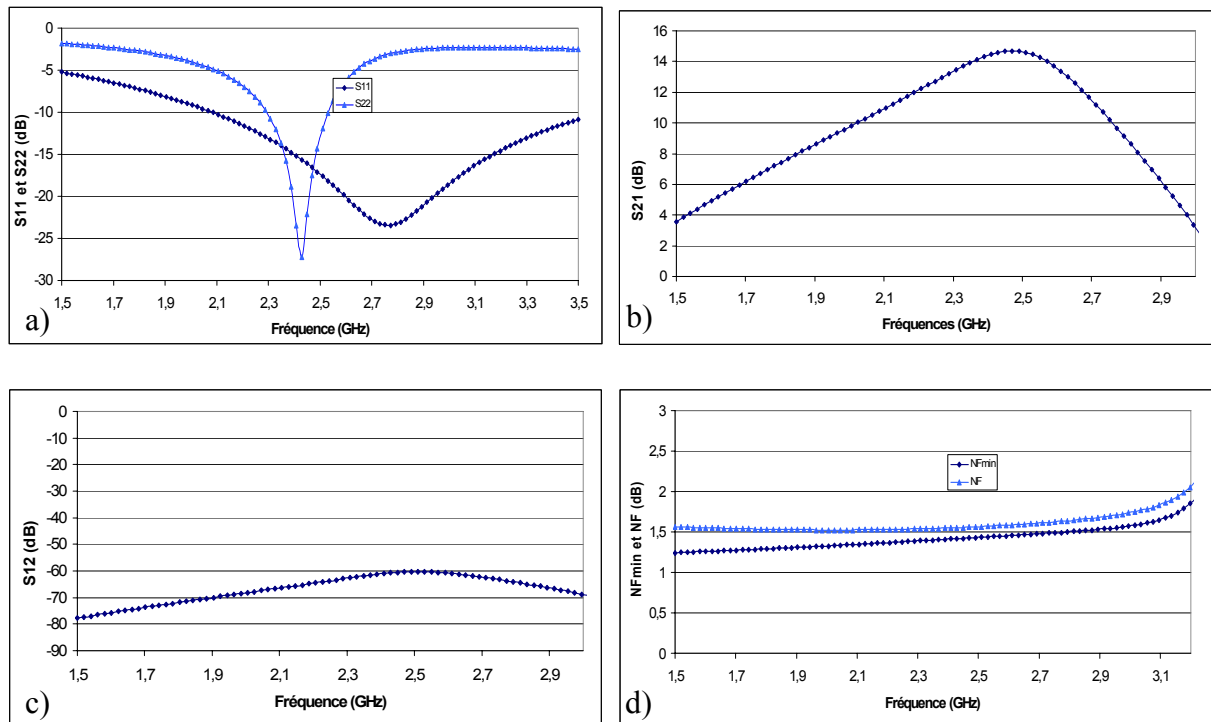 0
-5
-10
-15
-20
-25
-30
S11 et S22 (dB)
S11
S22
1,5 1,7 1,9 2,1 2,3 2,5 2,7 2,9 3,1 3,3 3,5
Fréquence (GHz)
a)
16
14
12
10
8
6
4
2
0
S21 (dB)
1,5 1,7 1,9 2,1 2,3 2,5 2,7 2,9
Fréquences (GHz)
b)
0
-10
-20
-30
-40
-50
-60
-70
-80
-90
S12 (dB)
1,5 1,7 1,9 2,1 2,3 2,5 2,7 2,9
Fréquence (GHz)
c)
3
2,5
2
1,5
1
0,5
0
NFmin et NF (dB)
NFmin
NF
1,5 1,7 1,9 2,1 2,3 2,5 2,7 2,9 3,1
Fréquence (GHz)
d)